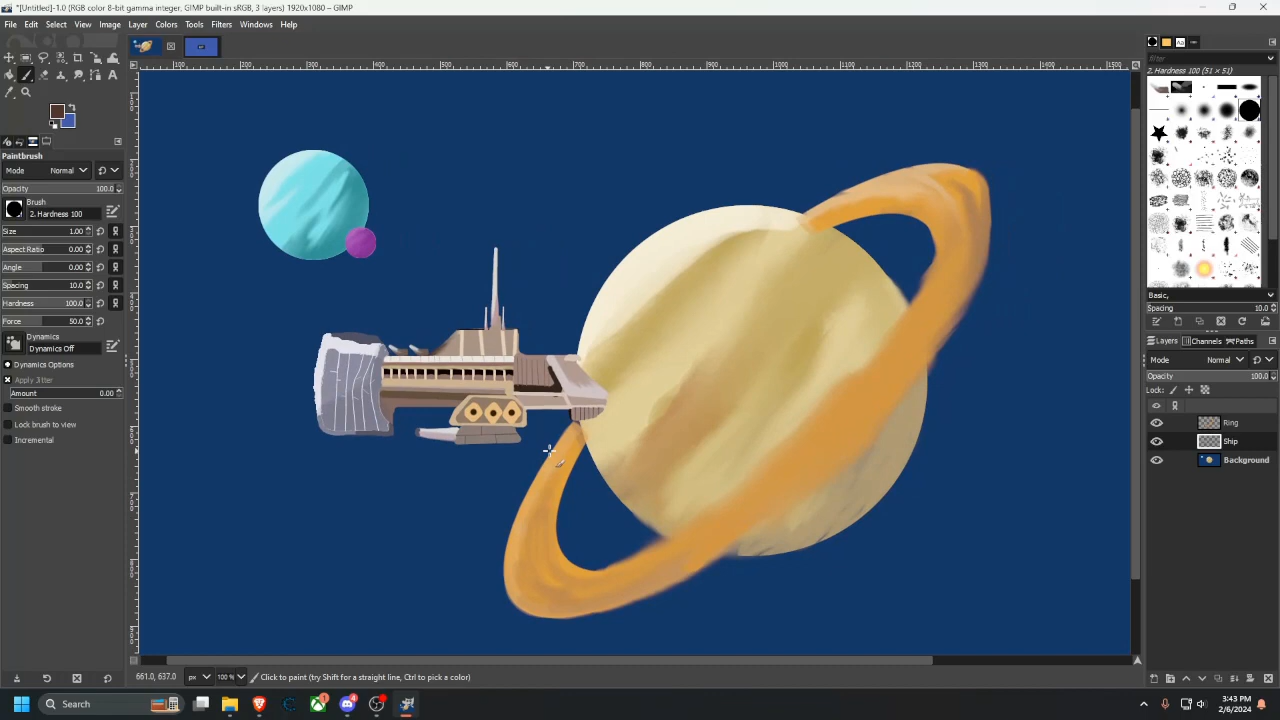 *[Untitled]-1.0 (RGB color 8-bit gamma integer, GIMP built-in sRGB, 3 layers) 1920x1080 – GIMP
File Edit Select View Image Layer Colors Tools Filters Windows Help
filter
2. Hardness 100 (51 × 51)
Paintbrush
Mode Normal
Opacity 100.0
Brush
2. Hardness 100
Size 1.00
Aspect Ratio 0.00
Angle 0.00
Spacing 10.0
Hardness 100.0
Force 50.0
Dynamics
Dynamics Off
Dynamics Options
Apply Jitter
Amount 0.00
Smooth stroke
Lock brush to view
Incremental
Basic,
Spacing 10.0
Layers Channels Paths
Mode Normal
Opacity 100.0
Lock:
Ring
Ship
Background
661.0, 637.0 px 100 % Click to paint (try Shift for a straight line, Ctrl to pick a color)
Search
1
4
3:43 PM
2/6/2024